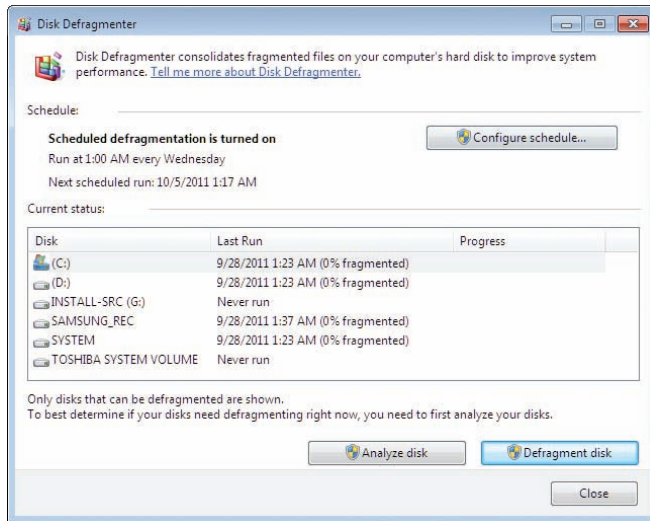 Disk Defragmenter
Disk Defragmenter consolidates fragmented files on your computer's hard disk to improve system
performance. Tell me more about Disk Defragmenter.
Schedule:
Scheduled defragmentation is turned on
Configure schedule...
Run at 1:00 AM every Wednesday
Next scheduled run: 10/5/2011 1:17 AM
Current status:
Disk Last Run Progress
(C:) 9/28/2011 1:23 AM (0% fragmented)
(D:) 9/28/2011 1:23 AM (0% fragmented)
INSTALL-SRC (G:) Never run
SAMSUNG_REC 9/28/2011 1:37 AM (0% fragmented)
SYSTEM 9/28/2011 1:23 AM (0% fragmented)
TOSHIBA SYSTEM VOLUME Never run
Only disks that can be defragmented are shown.
To best determine if your disks need defragmenting right now, you need to first analyze your disks.
Analyze disk Defragment disk
Close